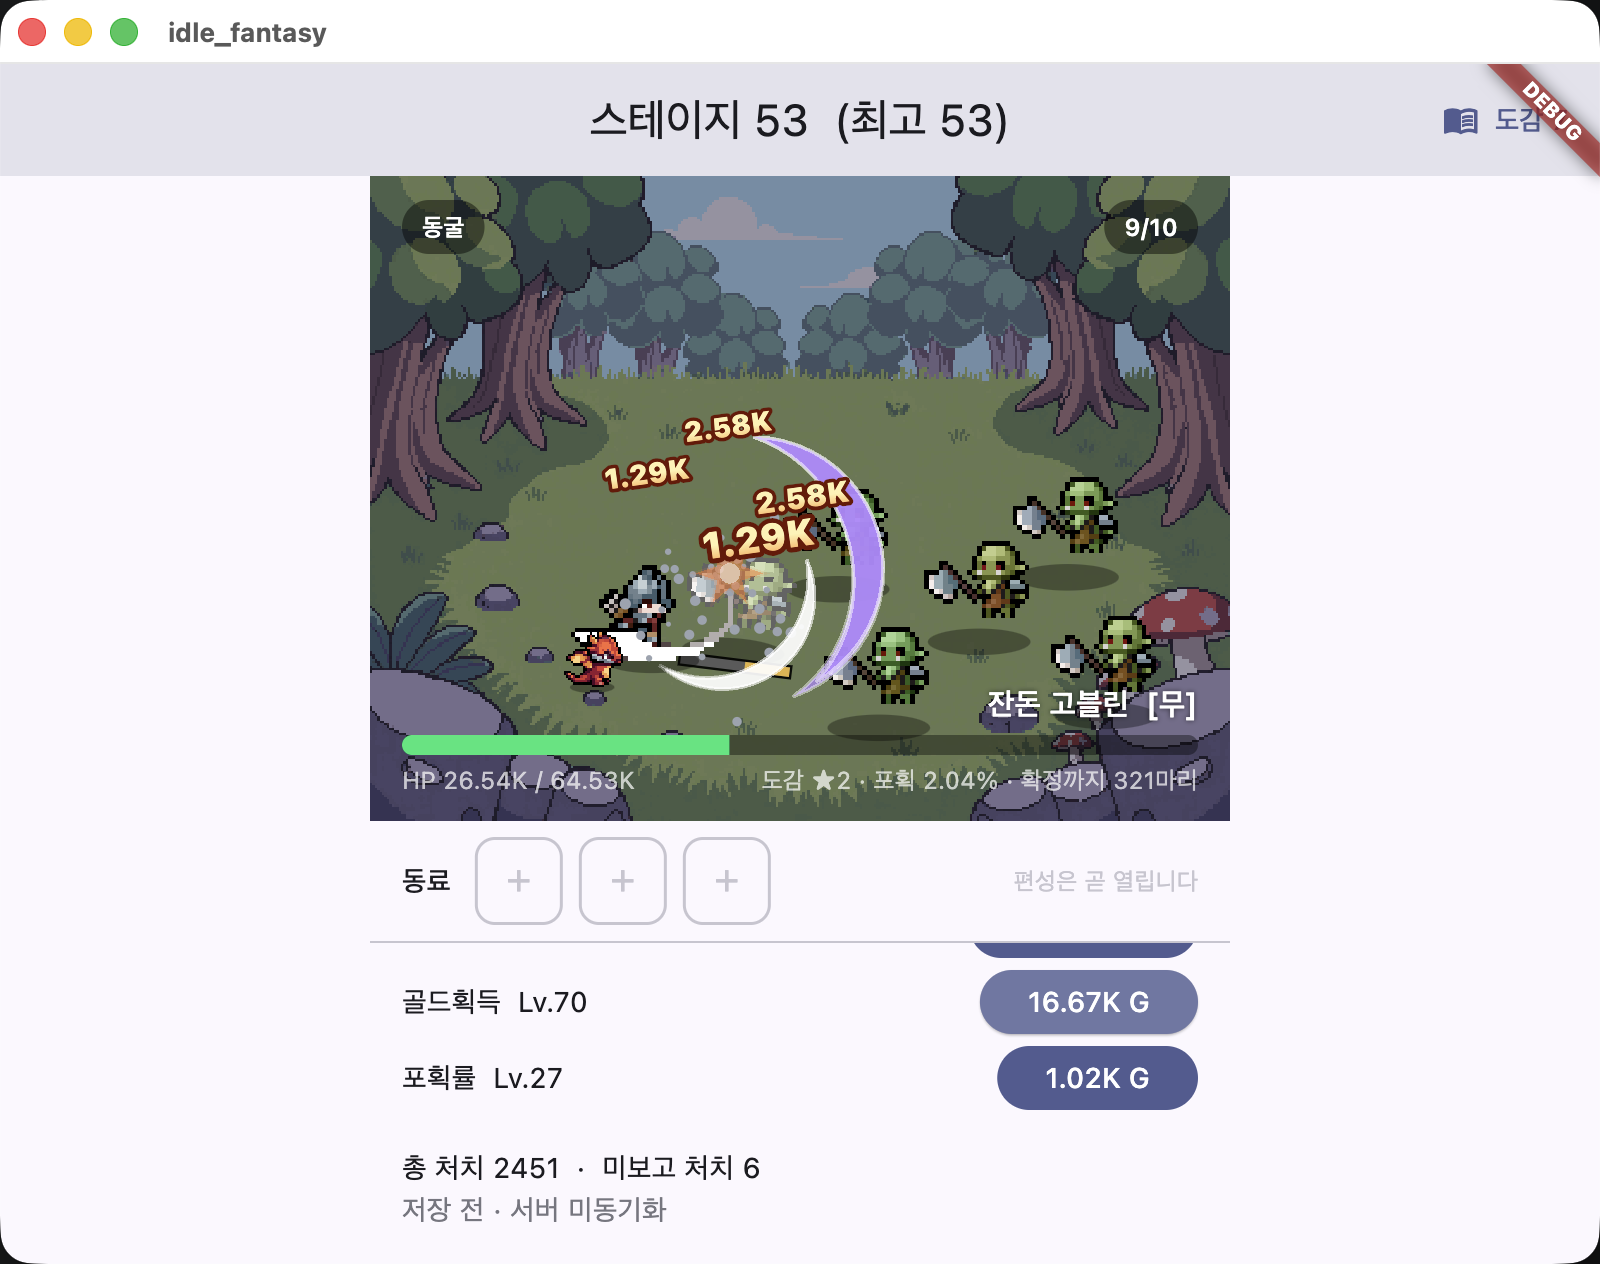 idle_fantasy
스테이지 53 (최고 53)
도감
DEBUG
동굴
9/10
2.58K
1.29K
2.58K
1.29K
잔돈 고블린 [무]
HP 26.54K / 64.53K
도감 ★2 · 포획 2.04% · 확정까지 321마리
동료
+
+
+
편성은 곧 열립니다
골드획득 Lv.70
16.67K G
포획률 Lv.27
1.02K G
총 처치 2451 · 미보고 처치 6
저장 전 · 서버 미동기화